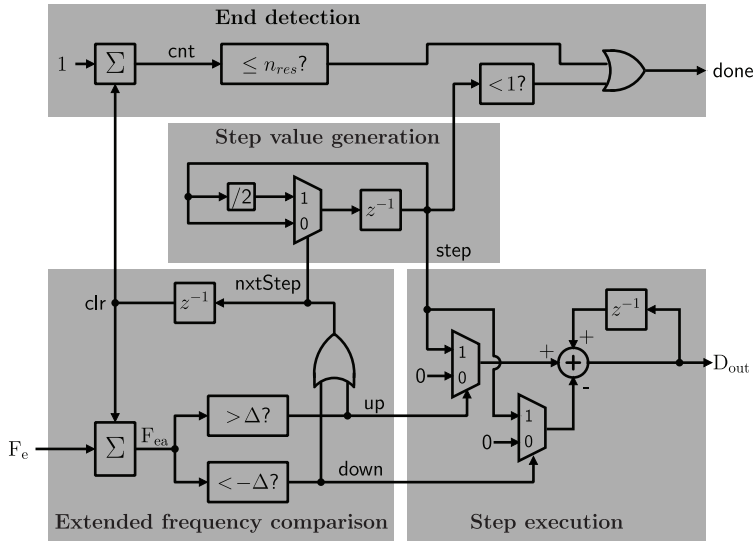 End detection
1
∑
cnt
≤ n_res?
< 1?
done
Step value generation
/2
1
0
z⁻¹
step
clr
z⁻¹
nxtStep
F_e
∑
F_ea
> Δ?
up
< −Δ?
down
Extended frequency comparison
1
0
0
1
0
0
z⁻¹
+
+
+
-
D_out
Step execution